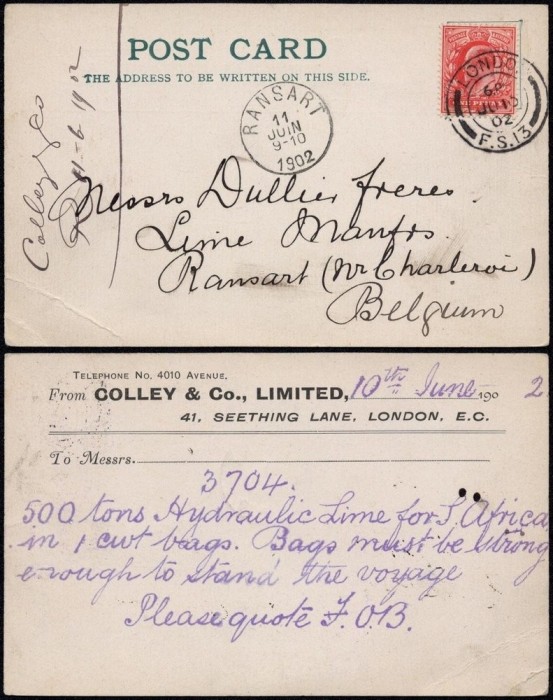 POST CARD
THE ADDRESS TO BE WRITTEN ON THIS SIDE.
RANSART
11
JUIN
9-10
1902
LONDON
JU 10
02
F.S.13
Colley & Co
11-6 1902
Messrs Dullier freres
Lime Manfrs.
Ransart (nr Charleroi)
Belgium
TELEPHONE No. 4010 AVENUE.
From COLLEY & Co., LIMITED, 10th June 1902
41, SEETHING LANE, LONDON, E.C.
To Messrs.
3704.
500 tons Hydraulic Lime for S. Africa
in 1 cwt bags. Bags must be strong
enough to stand the voyage
Please quote F.O.B.